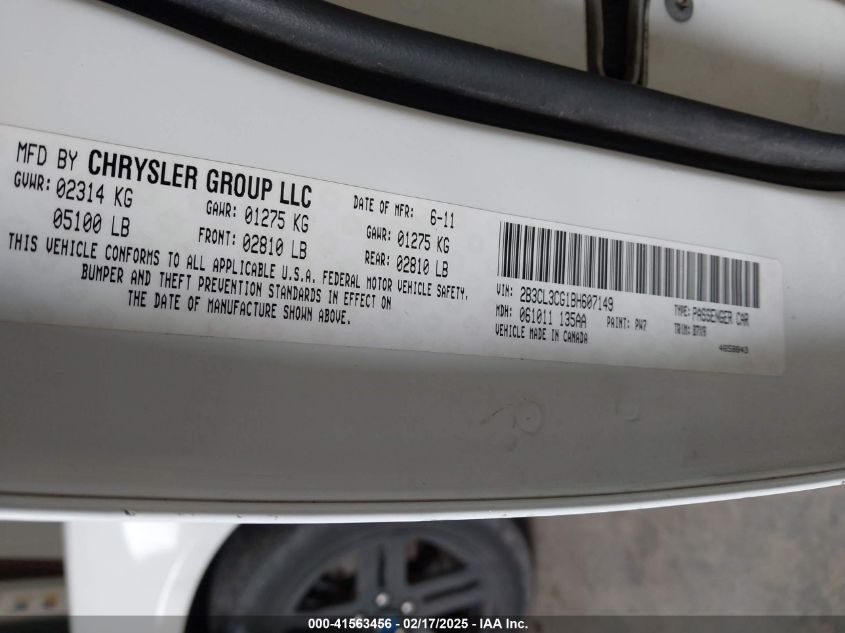 MFD BY CHRYSLER GROUP LLC
DATE OF MFR: 6-11
GVWR: 02314 KG
GAWR: 01275 KG
GAWR: 01275 KG
05100 LB
FRONT: 02810 LB
REAR: 02810 LB
THIS VEHICLE CONFORMS TO ALL APPLICABLE U.S.A. FEDERAL MOTOR VEHICLE SAFETY,
BUMPER AND THEFT PREVENTION STANDARDS IN EFFECT ON
THE DATE OF MANUFACTURE SHOWN ABOVE.
VIN: 2B3CL3CG1BH607149
TYPE: PASSENGER CAR
MDH: 061011 135AA
PAINT: PW7
TRIM:
VEHICLE MADE IN CANADA
000-41563456 - 02/17/2025 - IAA Inc.